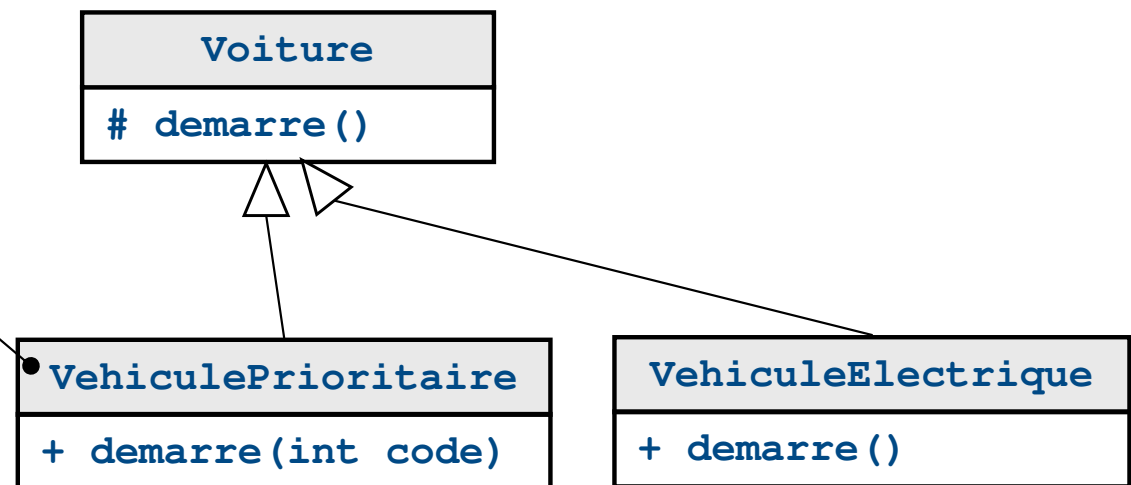 Voiture
# demarre()
VehiculePrioritaire
+ demarre(int code)
VehiculeElectrique
+ demarre()